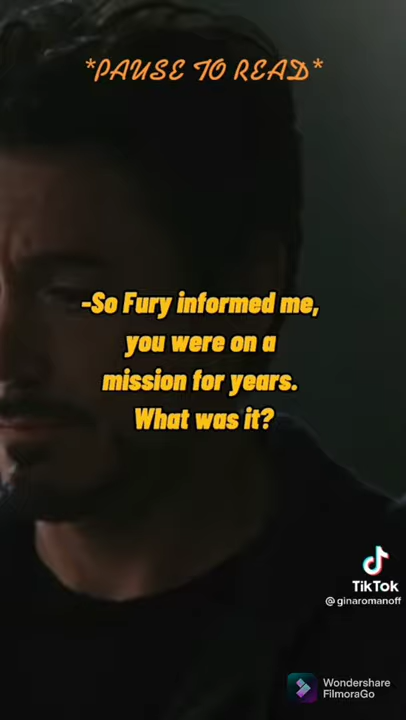 *PAUSE TO READ*
-So Fury informed me,
you were on a
mission for years.
What was it?
TikTok
@ginaromanoff
Wondershare
FilmoraGo